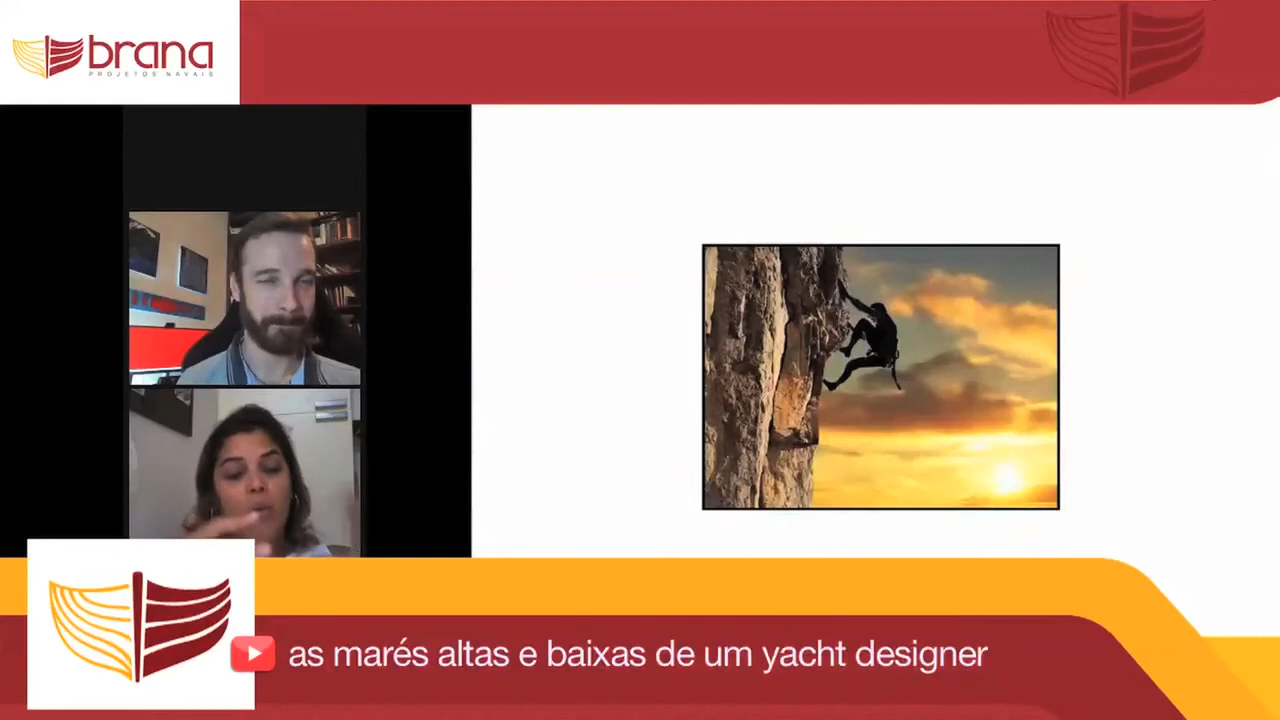 brana
PROJETOS NAVAIS
as marés altas e baixas de um yacht designer